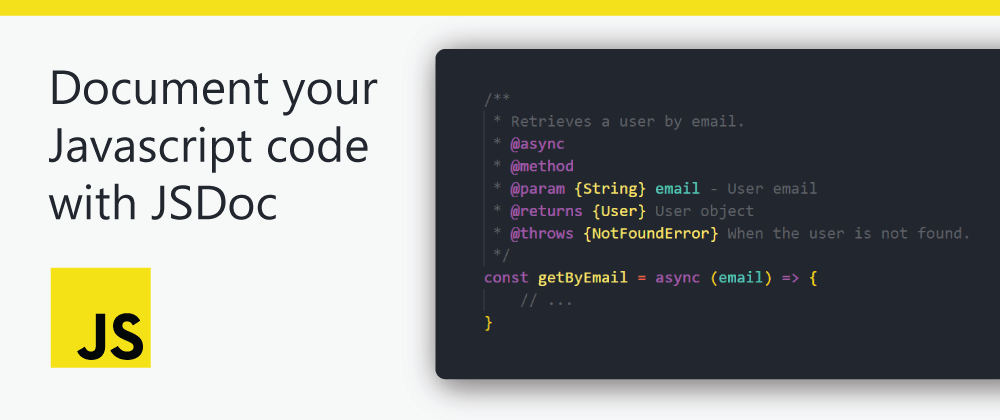 Document your
Javascript code
with JSDoc
JS
/**
* Retrieves a user by email.
* @async
* @method
* @param {String} email - User email
* @returns {User} User object
* @throws {NotFoundError} When the user is not found.
*/
const getByEmail = async (email) => {
// ...
}